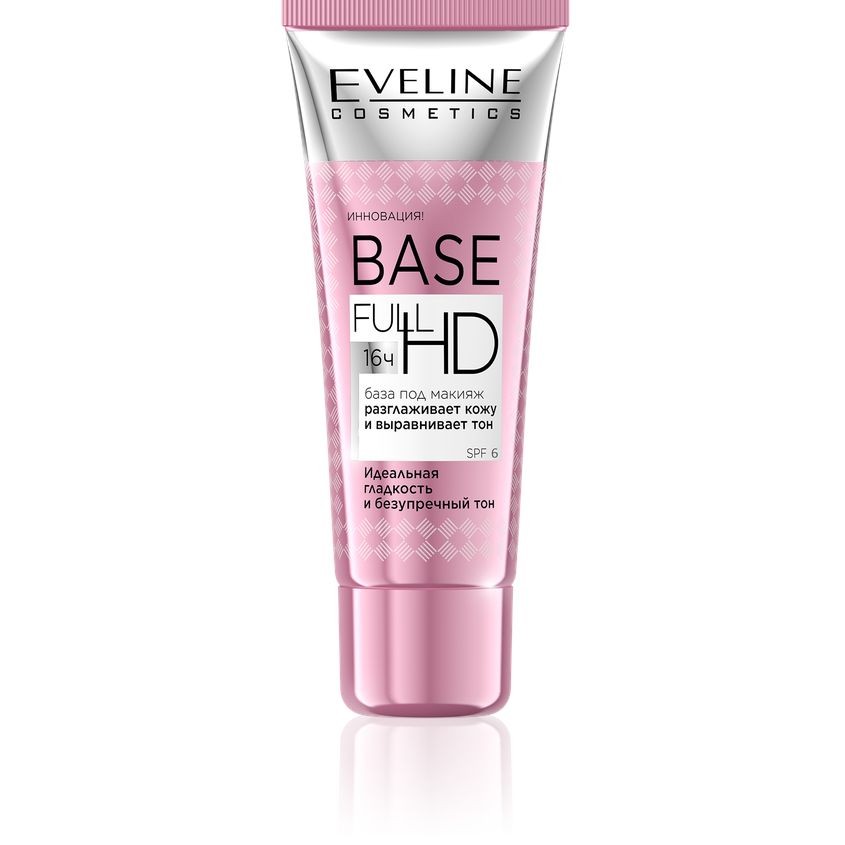 EVELINE
COSMETICS
ИННОВАЦИЯ!
BASE
FULL
16ч HD
база под макияж
разглаживает кожу
и выравнивает тон
SPF 6
Идеальная
гладкость
и безупречный тон